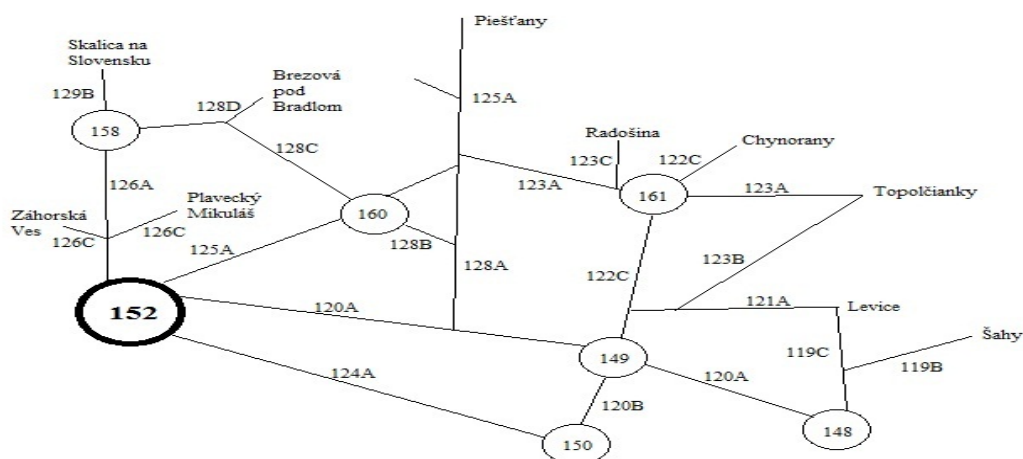 Piešťany
Skalica na
Slovensku
129B
Brezová
pod
Bradlom
128D
125A
158
Radošina
Chynorany
123C
122C
128C
126A
123A
161
123A
Topolčianky
Plavecký
Mikuláš
Záhorská
Ves
126C
126C
160
125A
128B
128A
122C
123B
152
120A
121A
Levice
Šahy
149
119C
119B
124A
120A
120B
150
148